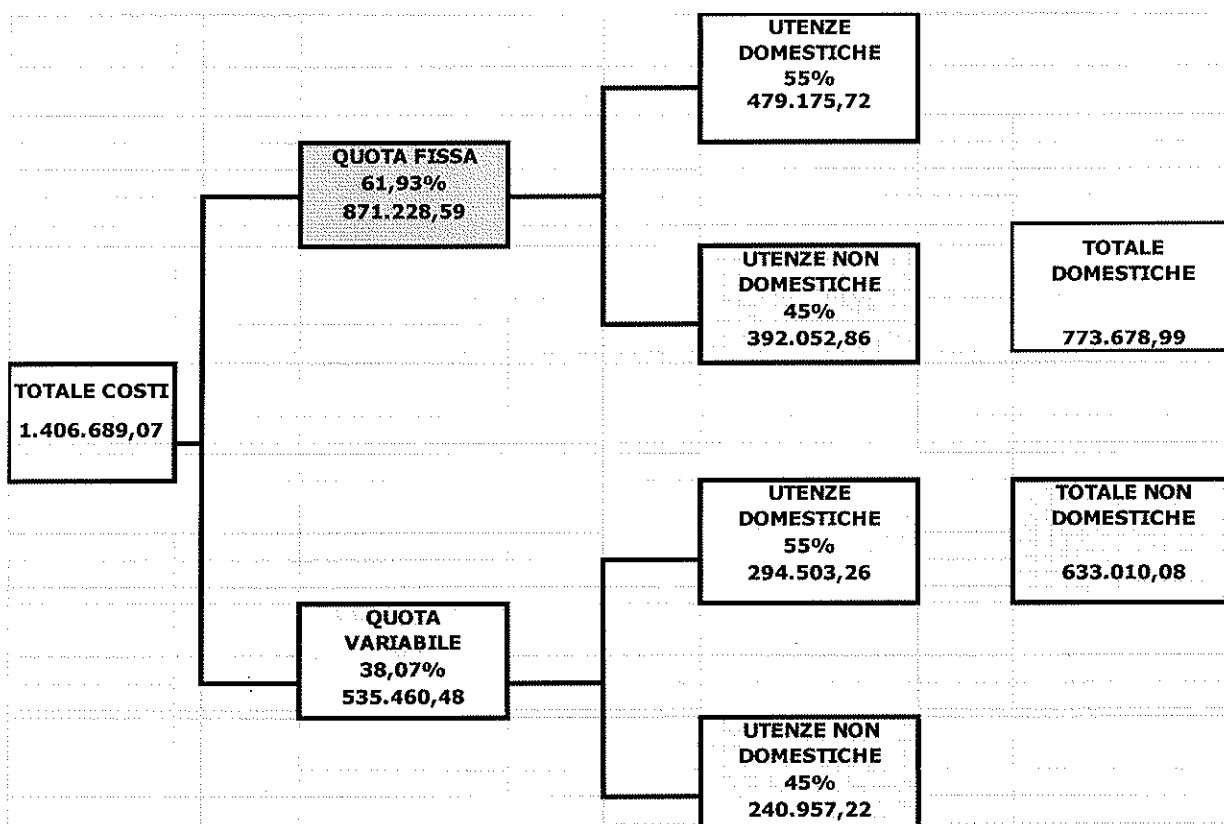 UTENZE
DOMESTICHE
55%
479.175,72
QUOTA FISSA
61,93%
871.228,59
UTENZE NON
DOMESTICHE
45%
392.052,86
TOTALE
DOMESTICHE
773.678,99
TOTALE COSTI
1.406.689,07
UTENZE
DOMESTICHE
55%
294.503,26
TOTALE NON
DOMESTICHE
633.010,08
QUOTA
VARIABILE
38,07%
535.460,48
UTENZE NON
DOMESTICHE
45%
240.957,22